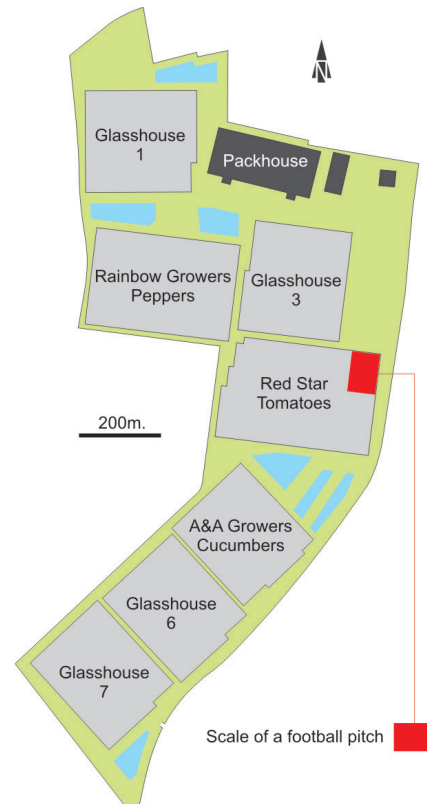 N
Glasshouse
1
Packhouse
Rainbow Growers
Peppers
Glasshouse
3
Red Star
Tomatoes
200m.
A&A Growers
Cucumbers
Glasshouse
6
Glasshouse
7
Scale of a football pitch